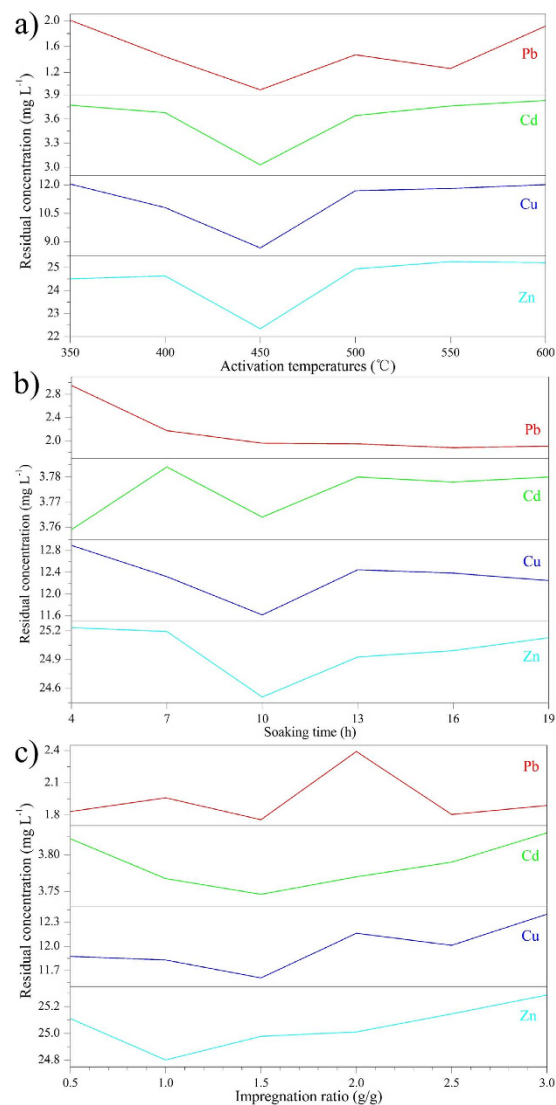 a)
Residual concentration (mg L⁻¹)
2.0
1.6
1.2
Pb
3.9
3.6
3.3
3.0
Cd
12.0
10.5
9.0
Cu
25
24
23
22
Zn
350 400 450 500 550 600
Activation temperatures (℃)
b)
Residual concentration (mg L⁻¹)
2.8
2.4
2.0
Pb
3.78
3.77
3.76
Cd
12.8
12.4
12.0
11.6
Cu
25.2
24.9
24.6
Zn
4 7 10 13 16 19
Soaking time (h)
c)
Residual concentration (mg L⁻¹)
2.4
2.1
1.8
Pb
3.80
3.75
Cd
12.3
12.0
11.7
Cu
25.2
25.0
24.8
Zn
0.5 1.0 1.5 2.0 2.5 3.0
Impregnation ratio (g/g)